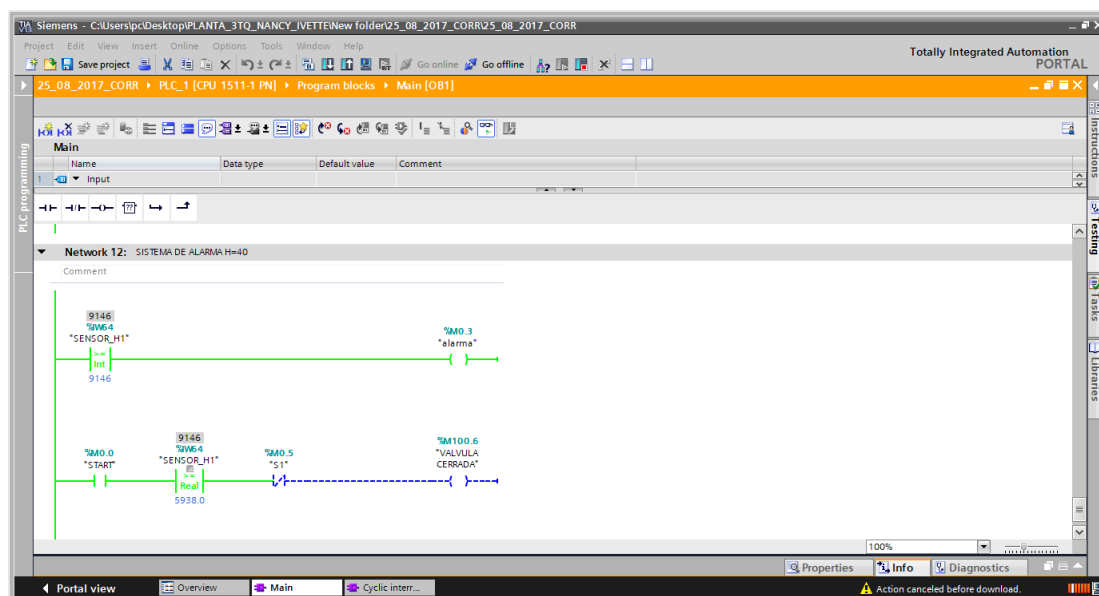 Siemens - C:\Users\pc\Desktop\PLANTA_3TQ_NANCY_IVETTE\New folder\25_08_2017_CORR\25_08_2017_CORR
Project Edit View Insert Online Options Tools Window Help
Totally Integrated Automation
PORTAL
Save project Go online Go offline
25_08_2017_CORR PLC_1 [CPU 1511-1 PN] Program blocks Main [OB1]
Main
Name Data type Default value Comment
1 Input
PLC programming
Instructions
Testing
Tasks
Libraries
Network 12: SISTEMA DE ALARMA H=40
Comment
9146
%IW64
"SENSOR_H1"
>=
Int
9146
%M0.3
"alarma"
%M0.0
"START"
9146
%IW64
"SENSOR_H1"
>=
Real
5938.0
%M0.5
"S1"
%M100.6
"VALVULA
CERRADA"
100%
Properties Info Diagnostics
Portal view Overview Main Cyclic interr... Action canceled before download.